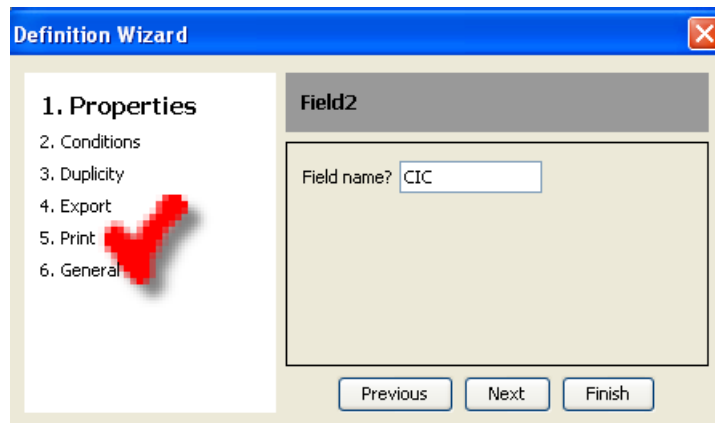 Definition Wizard
1. Properties
2. Conditions
3. Duplicity
4. Export
5. Print
6. General
Field2
Field name? CIC
Previous Next Finish